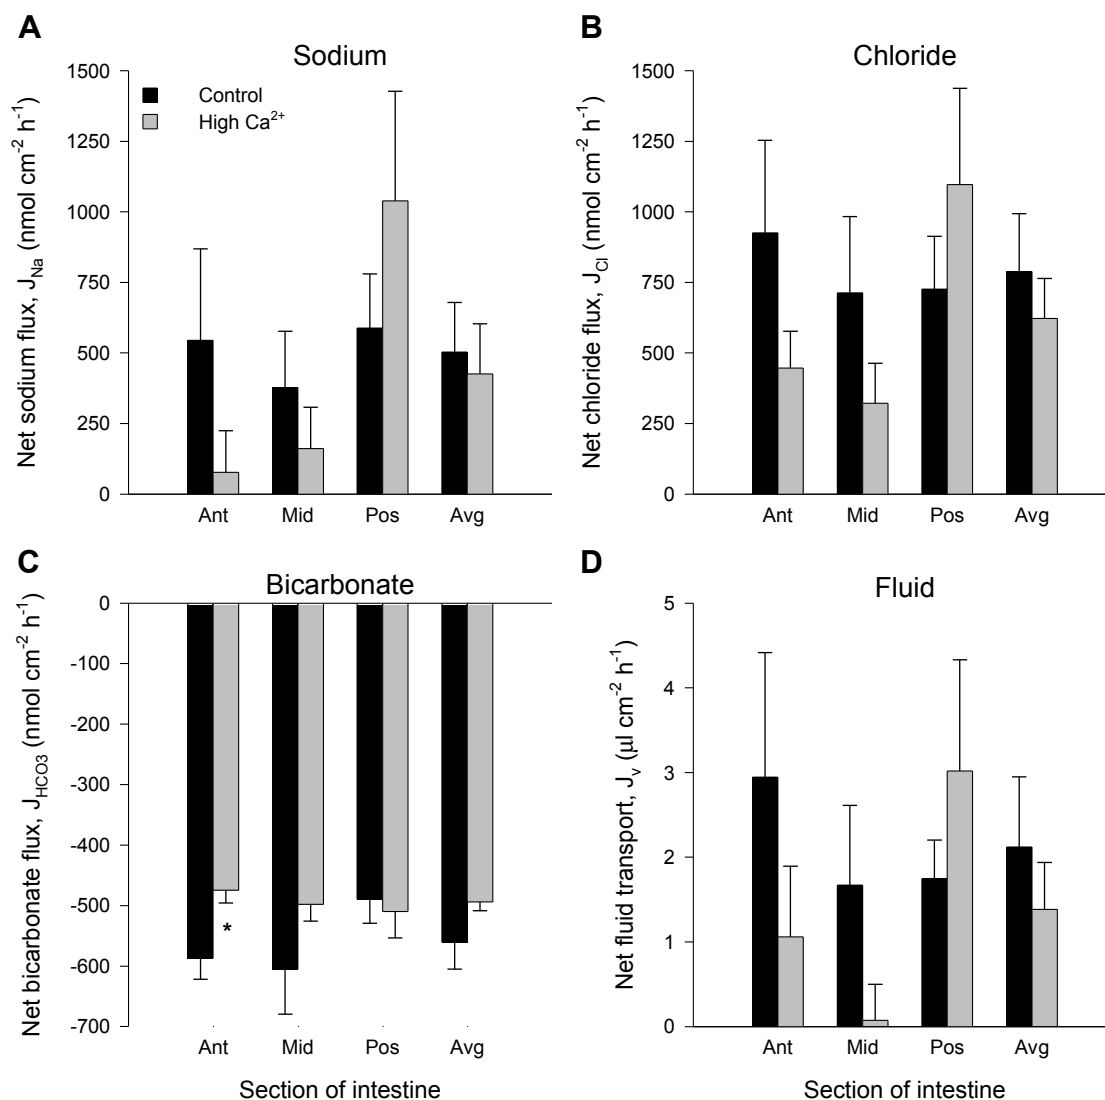 A
Sodium
Net sodium flux, J_Na (nmol cm⁻² h⁻¹)
1500
1250
1000
750
500
250
0
Control
High Ca²⁺
Ant Mid Pos Avg
B
Chloride
Net chloride flux, J_Cl (nmol cm⁻² h⁻¹)
1500
1250
1000
750
500
250
0
Ant Mid Pos Avg
C
Bicarbonate
Net bicarbonate flux, J_HCO3 (nmol cm⁻² h⁻¹)
0
-100
-200
-300
-400
-500
-600
-700
*
Ant Mid Pos Avg
Section of intestine
D
Fluid
Net fluid transport, J_v (μl cm⁻² h⁻¹)
5
4
3
2
1
0
Ant Mid Pos Avg
Section of intestine